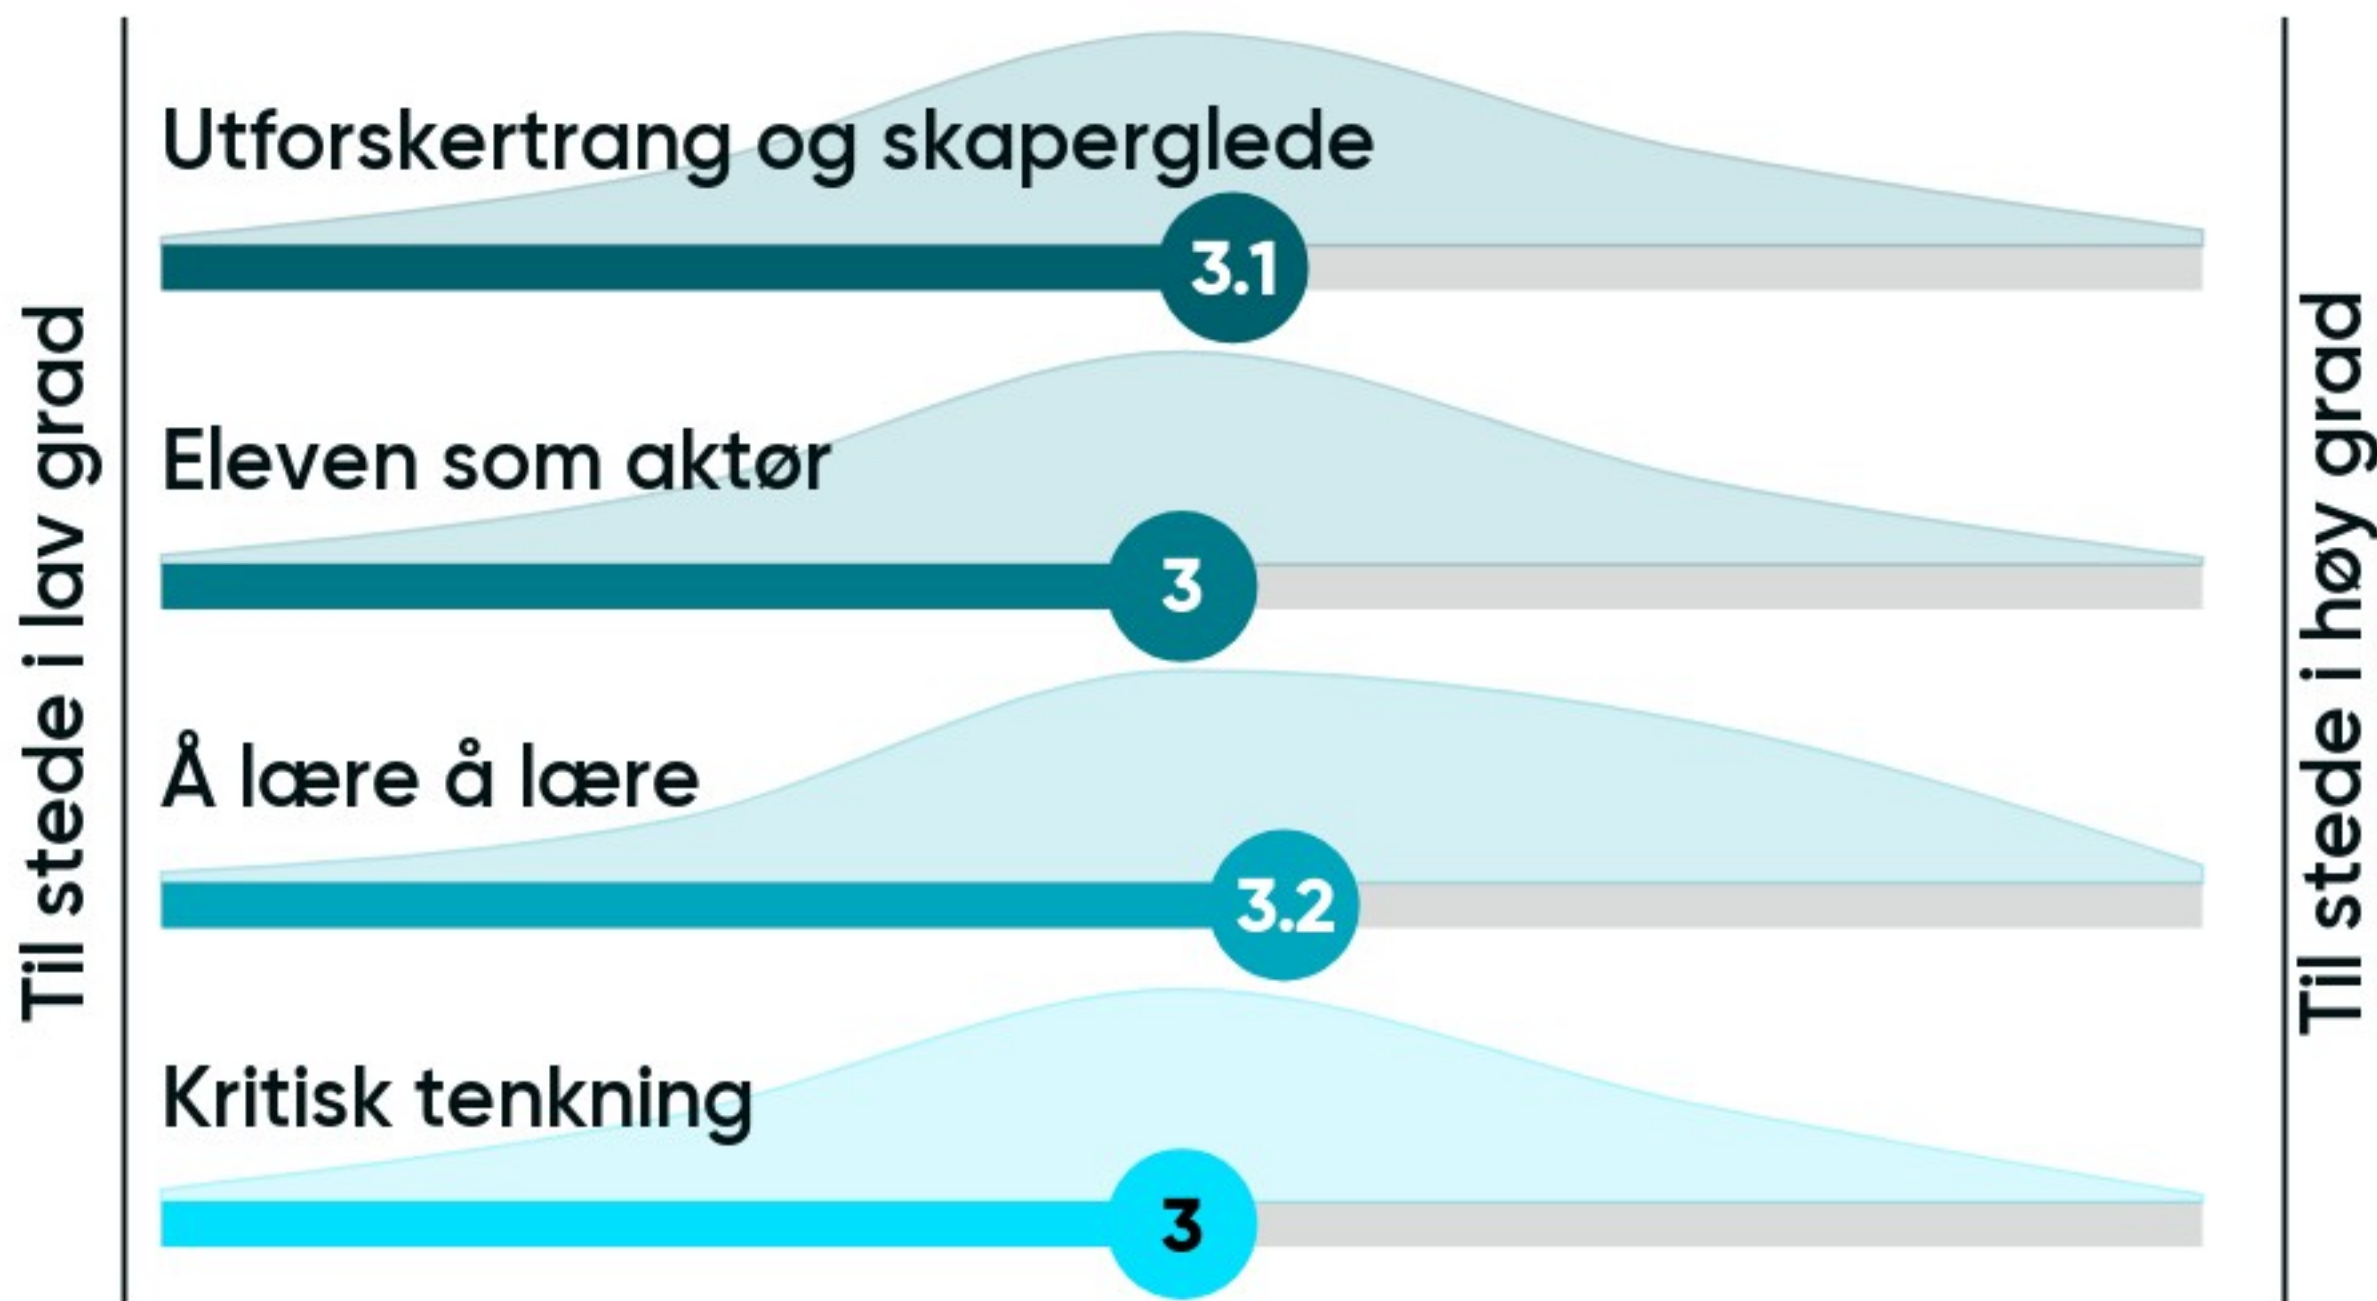 Til stede i lav grad
Utforskertrang og skaperglede
3.1
Eleven som aktør
3
Å lære å lære
3.2
Kritisk tenkning
3
Til stede i høy grad